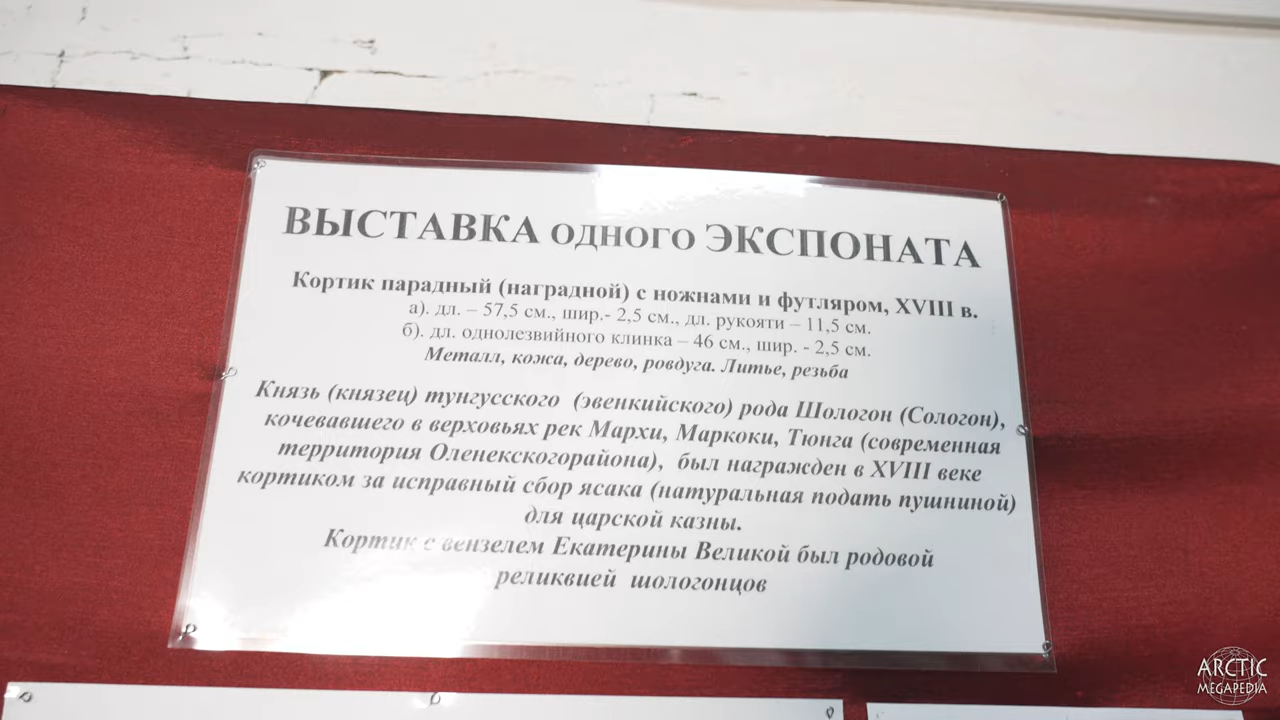 ВЫСТАВКА ОДНОГО ЭКСПОНАТА
Кортик парадный (наградной) с ножнами и футляром, XVIII в.
а). дл. – 57,5 см., шир.- 2,5 см., дл. рукояти – 11,5 см.
б). дл. однолезвийного клинка – 46 см., шир. - 2,5 см.
Металл, кожа, дерево, ровдуга. Литье, резьба
Князь (князец) тунгусского (эвенкийского) рода Шологон (Сологон),
кочевавшего в верховьях рек Мархи, Маркоки, Тюнга (современная
территория Оленекскогорайона), был награжден в XVIII веке
кортиком за исправный сбор ясака (натуральная подать пушниной)
для царской казны.
Кортик с вензелем Екатерины Великой был родовой
реликвией шологонцов
ARCTIC
MEGAPEDIA